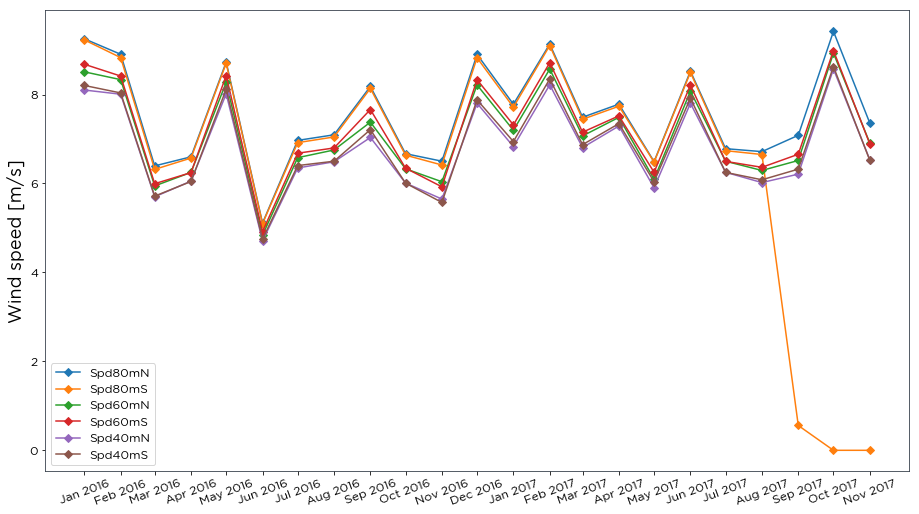 Wind speed [m/s]
8
6
4
2
0
Spd80mN
Spd80mS
Spd60mN
Spd60mS
Spd40mN
Spd40mS
Jan 2016
Feb 2016
Mar 2016
Apr 2016
May 2016
Jun 2016
Jul 2016
Aug 2016
Sep 2016
Oct 2016
Nov 2016
Dec 2016
Jan 2017
Feb 2017
Mar 2017
Apr 2017
May 2017
Jun 2017
Jul 2017
Aug 2017
Sep 2017
Oct 2017
Nov 2017